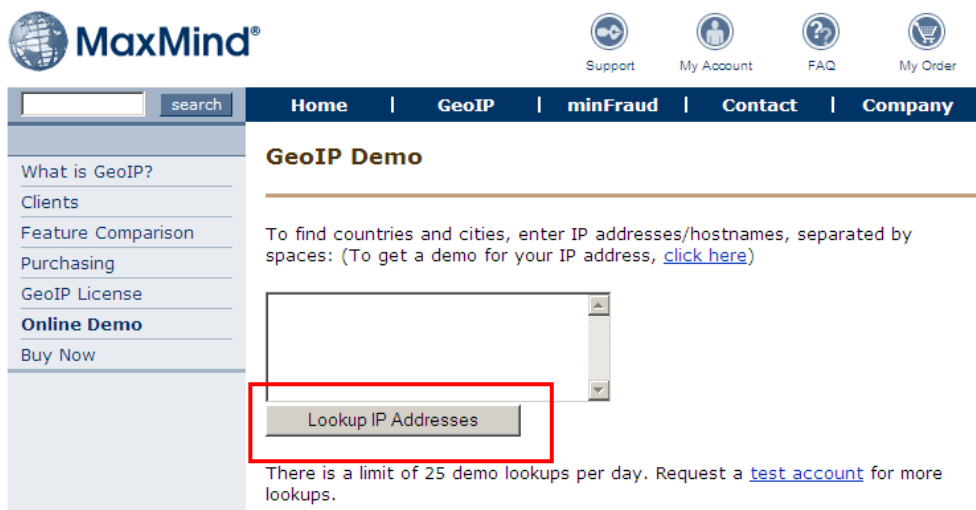 MaxMind®
Support My Account FAQ My Order
search Home | GeoIP | minFraud | Contact | Company
GeoIP Demo
What is GeoIP?
Clients
Feature Comparison
Purchasing
GeoIP License
Online Demo
Buy Now
To find countries and cities, enter IP addresses/hostnames, separated by
spaces: (To get a demo for your IP address, click here)
Lookup IP Addresses
There is a limit of 25 demo lookups per day. Request a test account for more
lookups.